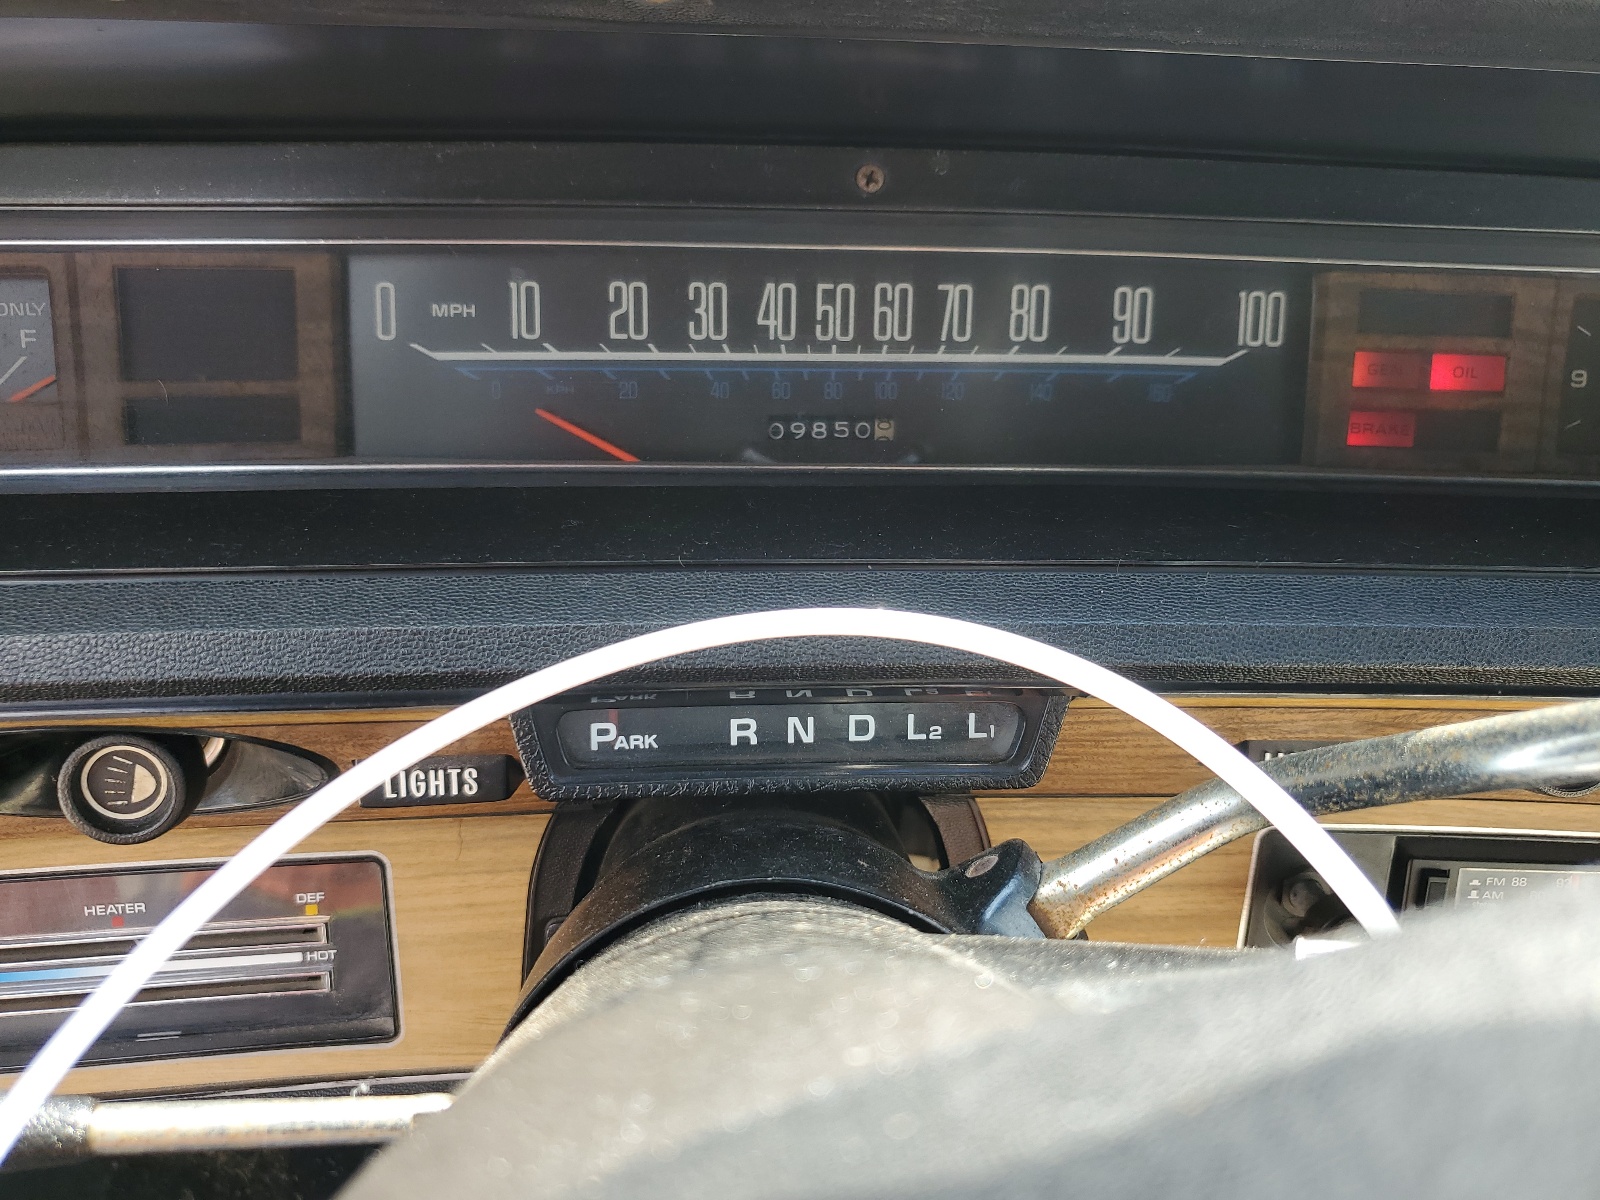 ONLY
F
0 MPH 10 20 30 40 50 60 70 80 90 100
0 KPH 20 40 60 80 100 120 140 160
GEN OIL
9
09850
BRAKE
PARK R N D L2 L1
LIGHTS
HEATER DEF
HOT
FM 88
AM